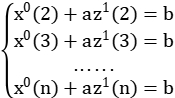 x⁰(2) + az¹(2) = b
x⁰(3) + az¹(3) = b
……
x⁰(n) + az¹(n) = b